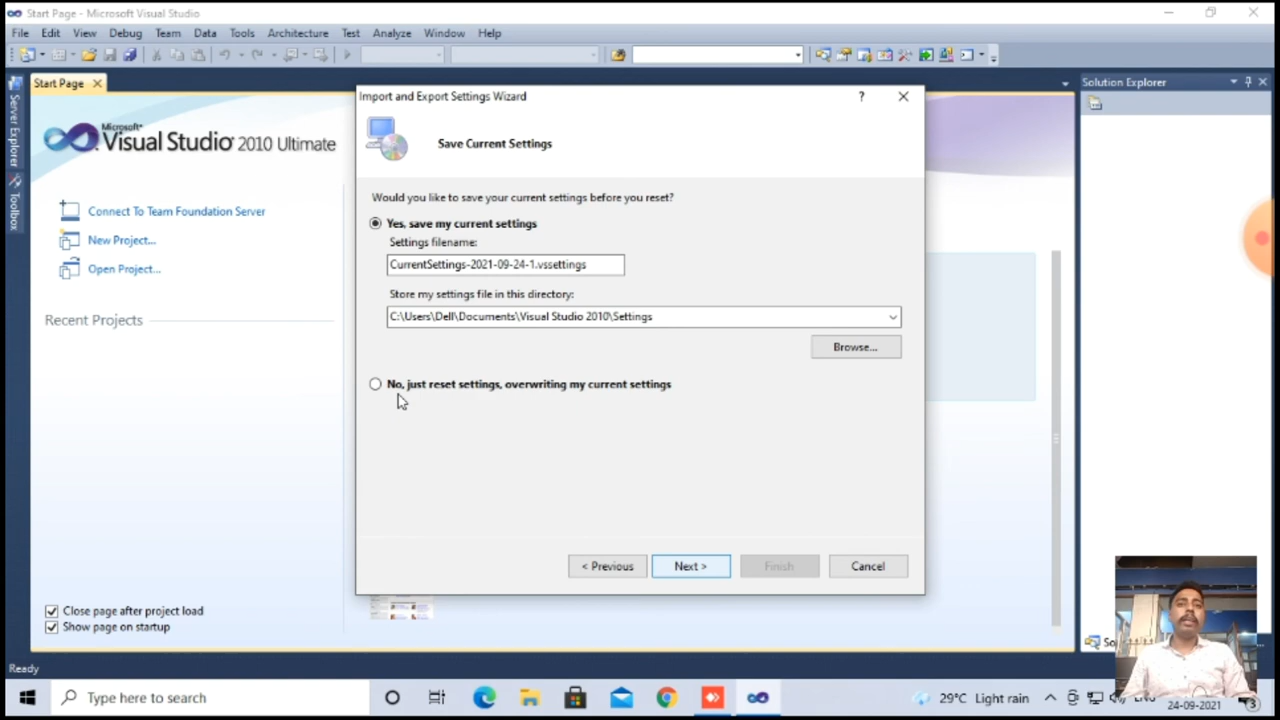 Start Page - Microsoft Visual Studio
File Edit View Debug Team Data Tools Architecture Test Analyze Window Help
Start Page
Solution Explorer
Server Explorer
Toolbox
Microsoft
Visual Studio 2010 Ultimate
Connect To Team Foundation Server
New Project...
Open Project...
Recent Projects
Import and Export Settings Wizard
?
Save Current Settings
Would you like to save your current settings before you reset?
Yes, save my current settings
Settings filename:
CurrentSettings-2021-09-24-1.vssettings
Store my settings file in this directory:
C:\Users\Dell\Documents\Visual Studio 2010\Settings
Browse...
No, just reset settings, overwriting my current settings
< Previous Next > Finish Cancel
Close page after project load
Show page on startup
Ready
Type here to search
29°C Light rain
24-09-2021
3